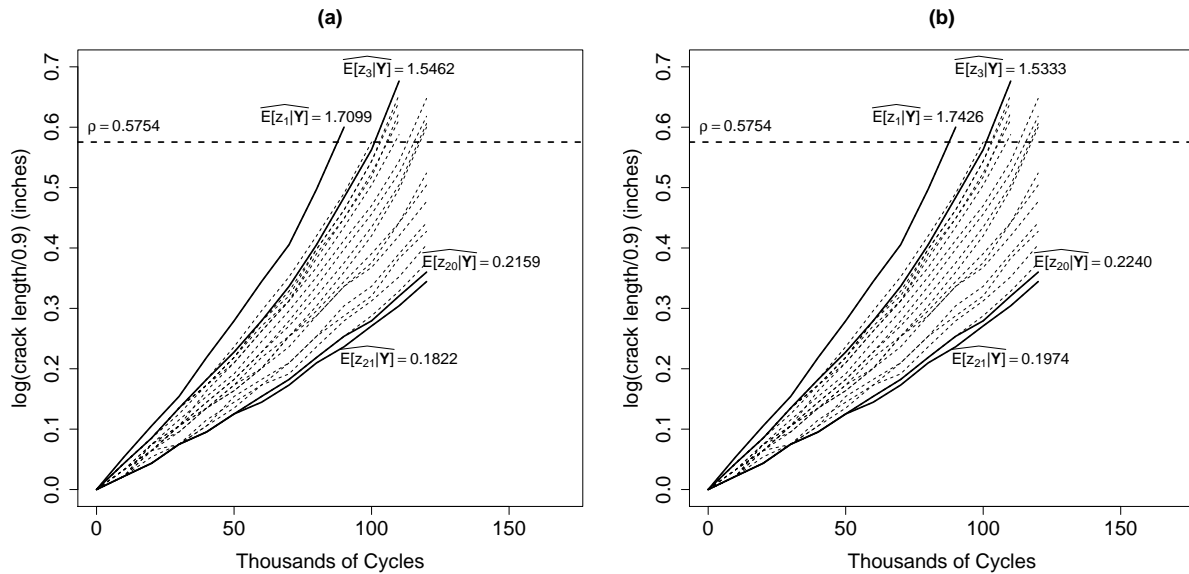 (a)
log(crack length/0.9) (inches)
0.7
0.6
0.5
0.4
0.3
0.2
0.1
0.0
E[z₃|Y] = 1.5462
E[z₁|Y] = 1.7099
ρ = 0.5754
E[z₂₀|Y] = 0.2159
E[z₂₁|Y] = 0.1822
0 50 100 150
Thousands of Cycles
(b)
log(crack length/0.9) (inches)
0.7
0.6
0.5
0.4
0.3
0.2
0.1
0.0
E[z₃|Y] = 1.5333
E[z₁|Y] = 1.7426
ρ = 0.5754
E[z₂₀|Y] = 0.2240
E[z₂₁|Y] = 0.1974
0 50 100 150
Thousands of Cycles